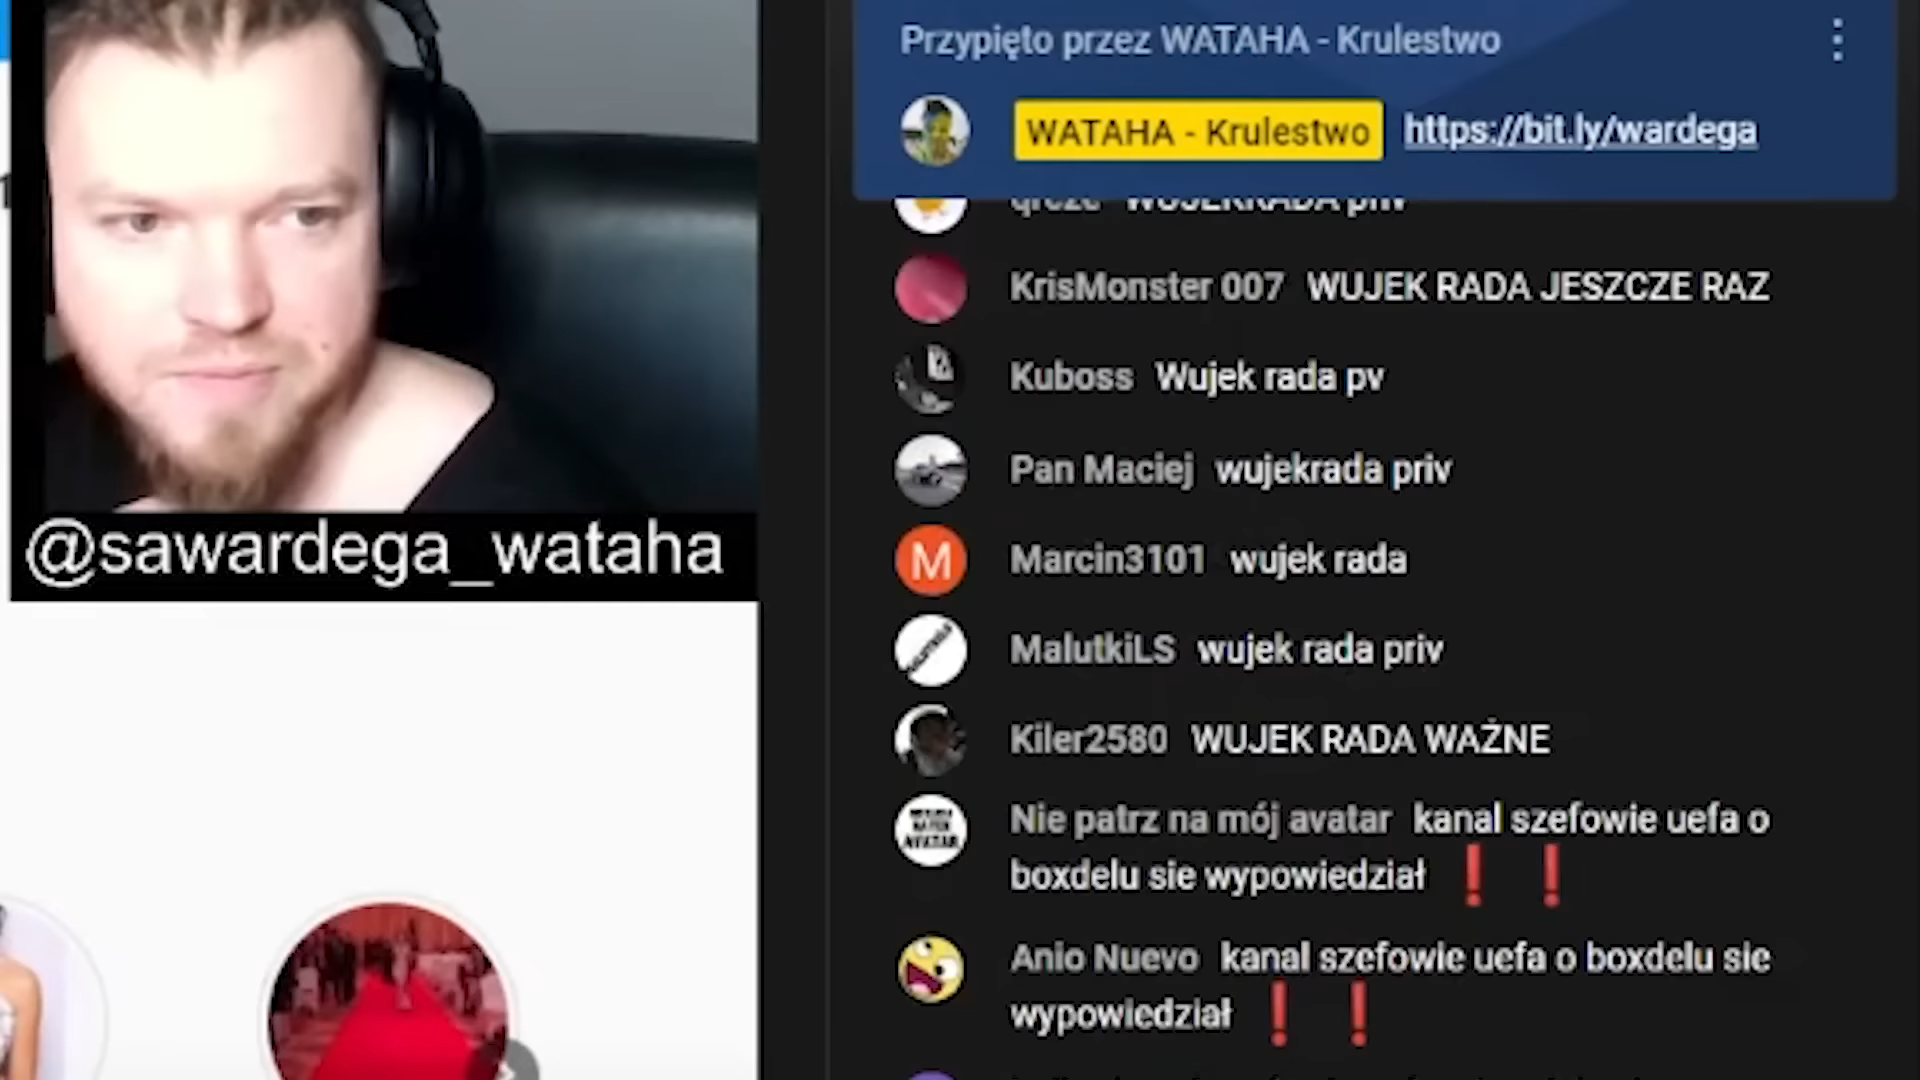 Przypięto przez WATAHA - Krulestwo
WATAHA - Krulestwo https://bit.ly/wardega
WUJEKRADA priv
KrisMonster 007 WUJEK RADA JESZCZE RAZ
Kuboss Wujek rada pv
Pan Maciej wujekrada priv
Marcin3101 wujek rada
M
MalutkiLS wujek rada priv
Kiler2580 WUJEK RADA WAŻNE
Nie patrz na mój avatar kanal szefowie uefa o
boxdelu sie wypowiedział ❗ ❗
Anio Nuevo kanal szefowie uefa o boxdelu sie
wypowiedział ❗ ❗
@sawardega_wataha